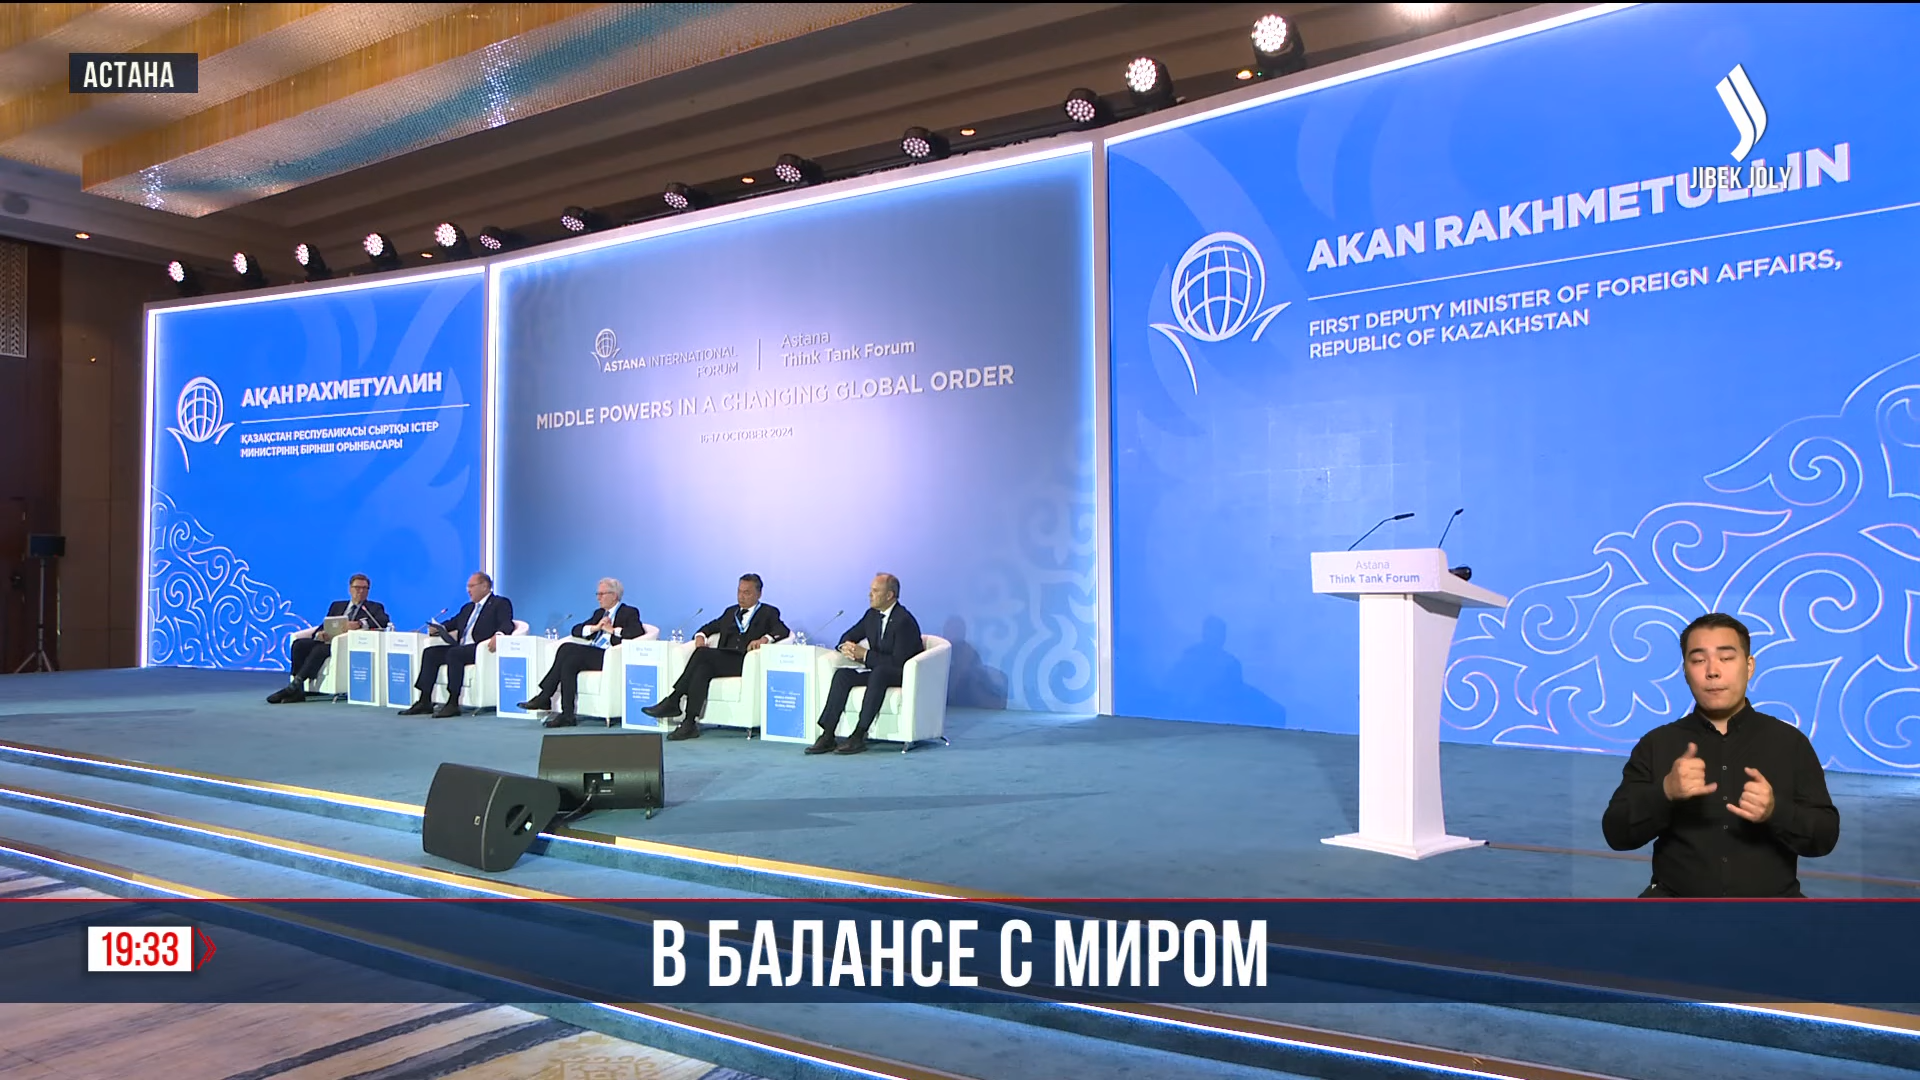 АСТАНА
JIBEK JOLY
AKAN RAKHMETULLIN
FIRST DEPUTY MINISTER OF FOREIGN AFFAIRS,
REPUBLIC OF KAZAKHSTAN
ASTANA INTERNATIONAL
FORUM
Astana
Think Tank Forum
MIDDLE POWERS IN A CHANGING GLOBAL ORDER
16-17 OCTOBER 2024
АҚАН РАХМЕТУЛЛИН
ҚАЗАҚСТАН РЕСПУБЛИКАСЫ СЫРТҚЫ ІСТЕР
МИНИСТРІНІҢ БІРІНШІ ОРЫНБАСАРЫ
Astana
Think Tank Forum
19:33
В БАЛАНСЕ С МИРОМ